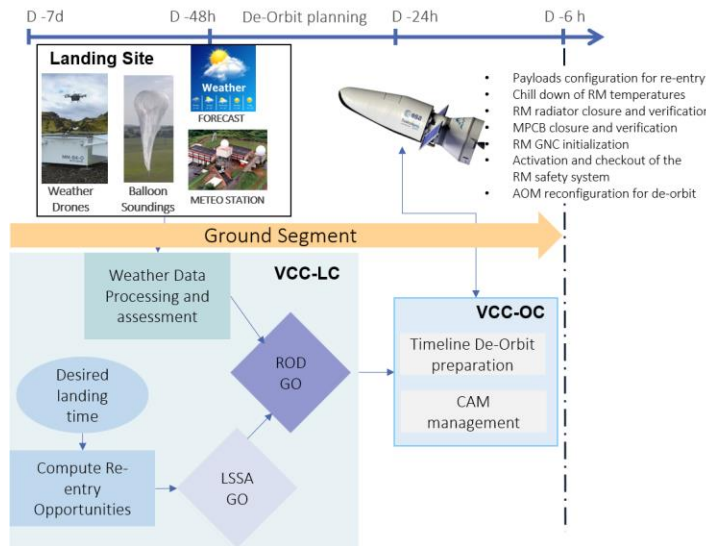 D -7d
D -48h
De-Orbit planning
D -24h
D -6 h
Landing Site
Weather
FORECAST
METEO STATION
Weather
Drones
Balloon
Soundings
esa
• Payloads configuration for re-entry
• Chill down of RM temperatures
• RM radiator closure and verification
• MPCB closure and verification
• RM GNC initialization
• Activation and checkout of the
RM safety system
• AOM reconfiguration for de-orbit
Ground Segment
VCC-LC
Weather Data
Processing and
assessment
Desired
landing
time
Compute Re-
entry
Opportunities
LSSA
GO
ROD
GO
VCC-OC
Timeline De-Orbit
preparation
CAM
management